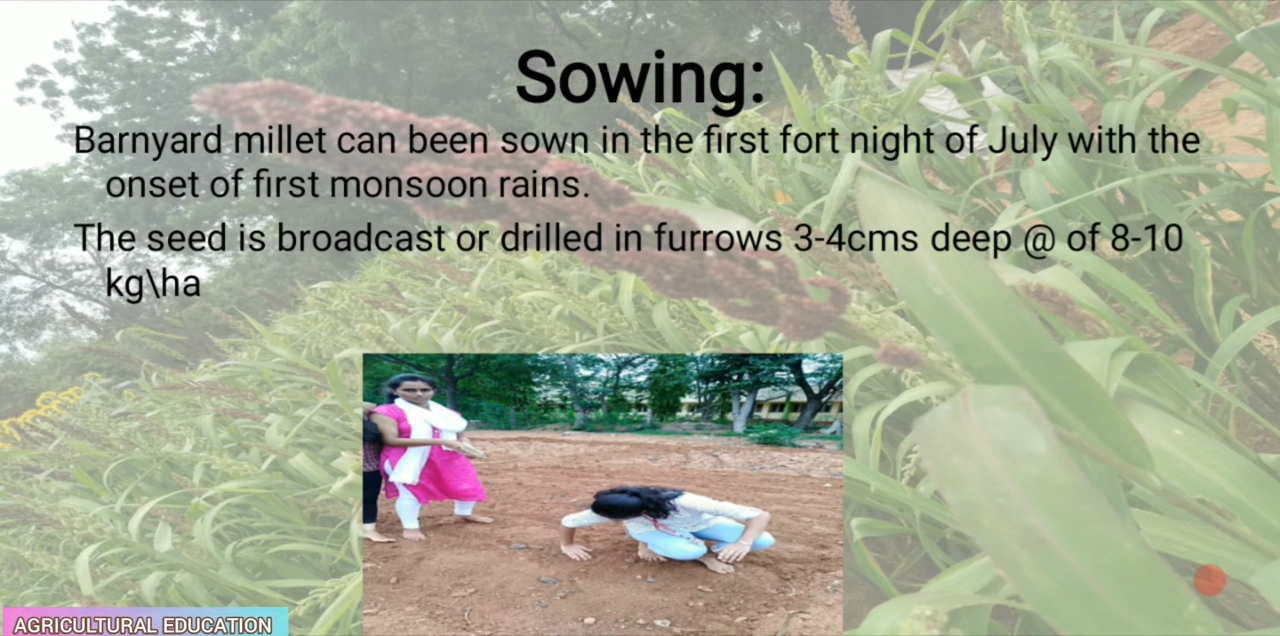 Sowing:
Barnyard millet can been sown in the first fort night of July with the
onset of first monsoon rains.
The seed is broadcast or drilled in furrows 3-4cms deep @ of 8-10
kg\ha
AGRICULTURAL EDUCATION